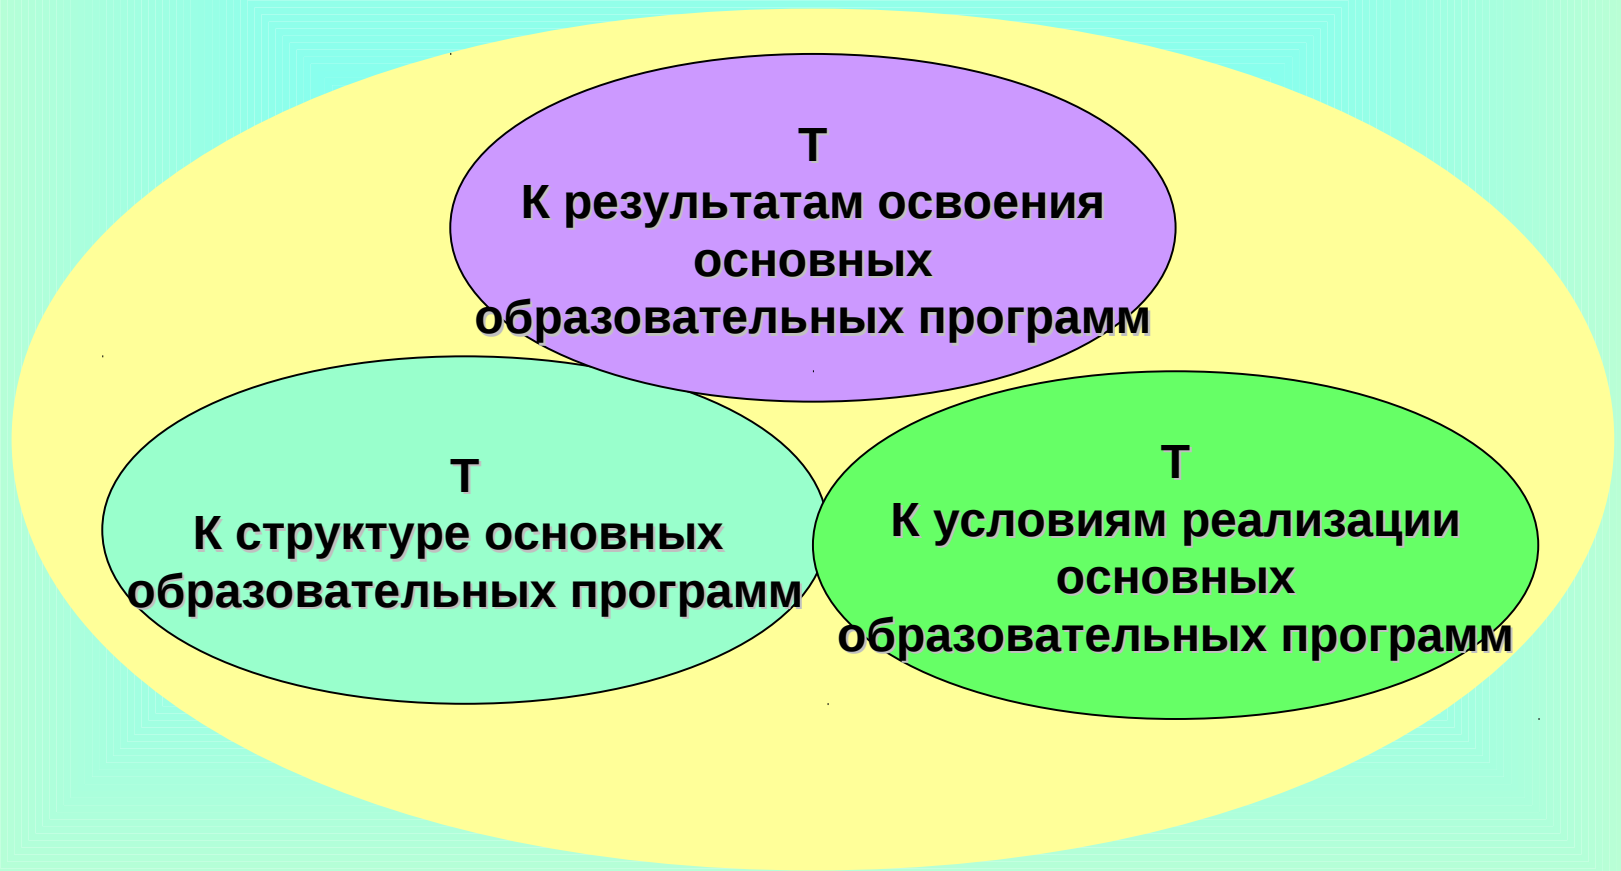 Т
К результатам освоения
основных
образовательных программ
Т
К структуре основных
образовательных программ
Т
К условиям реализации
основных
образовательных программ